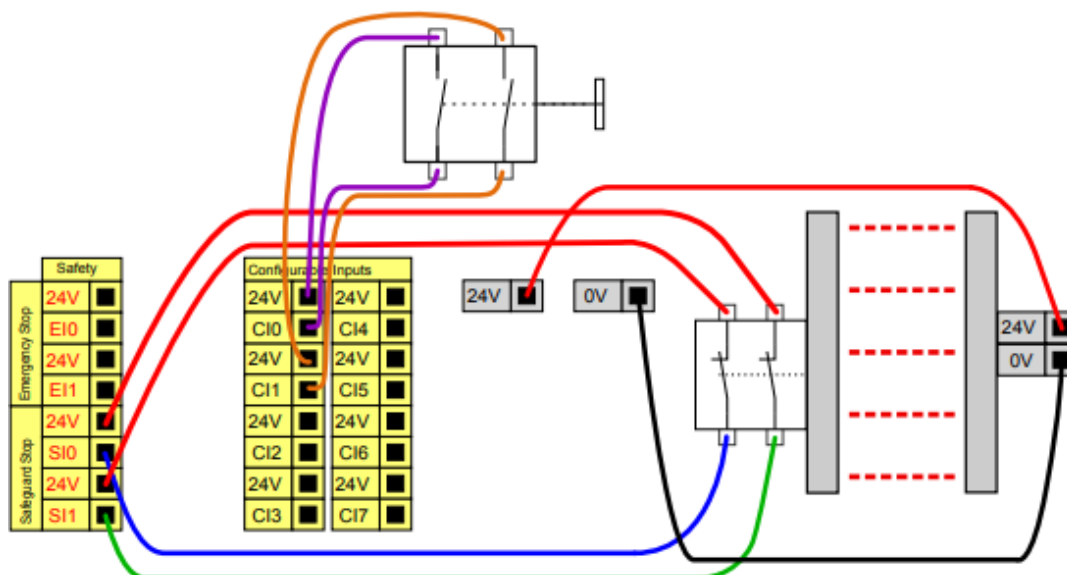 Safety
Emergency Stop
24V
EI0
24V
EI1
Safeguard Stop
24V
SI0
24V
SI1
Configurable Inputs
24V 24V
CI0 CI4
24V 24V
CI1 CI5
24V 24V
CI2 CI6
24V 24V
CI3 CI7
24V
0V
24V
0V